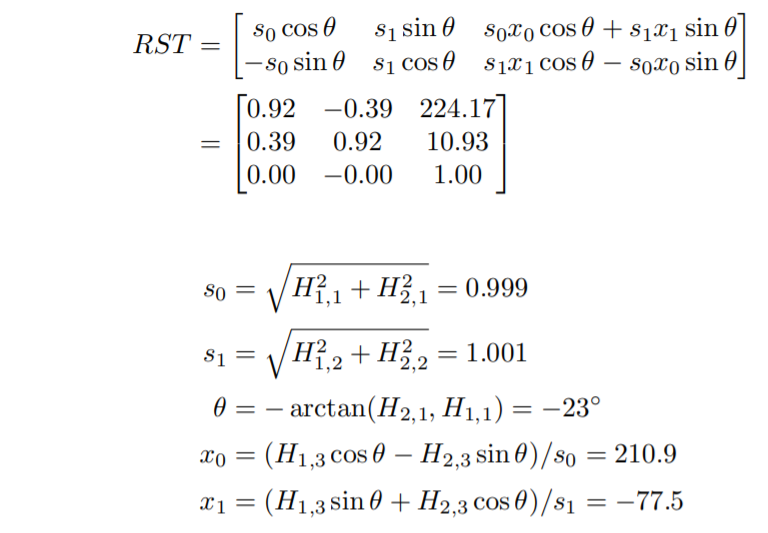 RST = [s₀ cos θ  s₁ sin θ  s₀x₀ cos θ + s₁x₁ sin θ]
[−s₀ sin θ  s₁ cos θ  s₁x₁ cos θ − s₀x₀ sin θ]
= [0.92  −0.39  224.17]
[0.39  0.92  10.93]
[0.00  −0.00  1.00]
s₀ = √(H²₁,₁ + H²₂,₁) = 0.999
s₁ = √(H²₁,₂ + H²₂,₂) = 1.001
θ = − arctan(H₂,₁, H₁,₁) = −23°
x₀ = (H₁,₃ cos θ − H₂,₃ sin θ)/s₀ = 210.9
x₁ = (H₁,₃ sin θ + H₂,₃ cos θ)/s₁ = −77.5